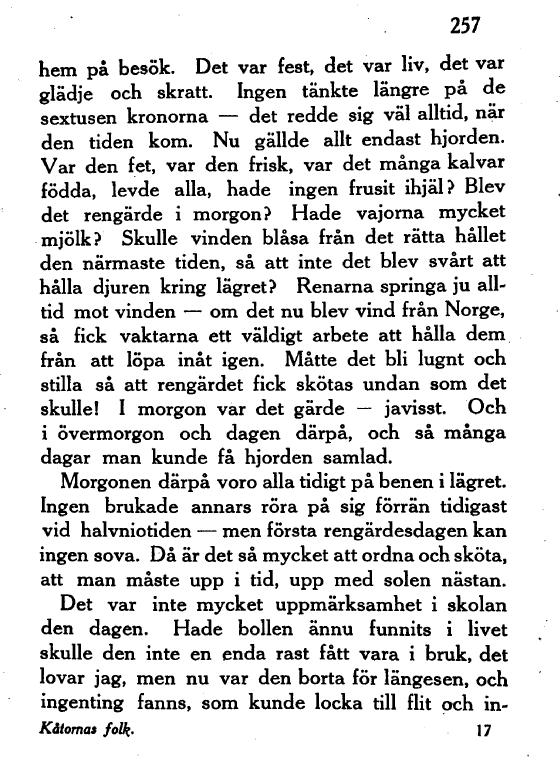 257
hem på besök. Det var fest, det var liv, det var
glädje och skratt. Ingen tänkte längre på de
sextusen kronorna — det redde sig väl alltid, när
den tiden kom. Nu gällde allt endast hjorden.
Var den fet, var den frisk, var det många kalvar
födda, levde alla, hade ingen frusit ihjäl? Blev
det rengärde i morgon? Hade vajorna mycket
mjölk? Skulle vinden blåsa från det rätta hållet
den närmaste tiden, så att inte det blev svårt att
hålla djuren kring lägret? Renarna springa ju all-
tid mot vinden — om det nu blev vind från Norge,
så fick vaktarna ett väldigt arbete att hålla dem
från att löpa inåt igen. Måtte det bli lugnt och
stilla så att rengärdet fick skötas undan som det
skulle! I morgon var det gärde — javisst. Och
i övermorgon och dagen därpå, och så många
dagar man kunde få hjorden samlad.
Morgonen därpå voro alla tidigt på benen i lägret.
Ingen brukade annars röra på sig förrän tidigast
vid halvniotiden — men första rengärdesdagen kan
ingen sova. Då är det så mycket att ordna och sköta,
att man måste upp i tid, upp med solen nästan.
Det var inte mycket uppmärksamhet i skolan
den dagen. Hade bollen ännu funnits i livet
skulle den inte en enda rast fått vara i bruk, det
lovar jag, men nu var den borta för längesen, och
ingenting fanns, som kunde locka till flit och in-
Kåtornas folk. 17